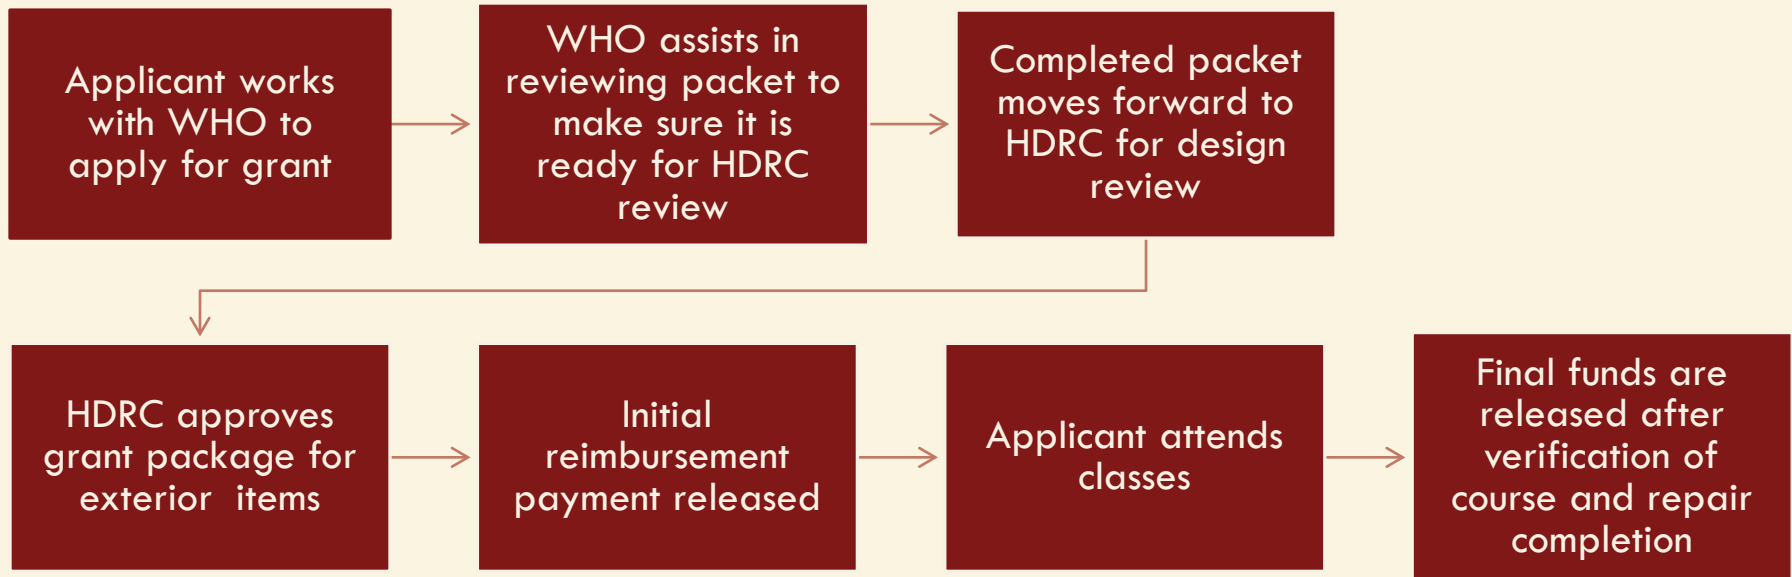 Applicant works
with WHO to
apply for grant
WHO assists in
reviewing packet to
make sure it is
ready for HDRC
review
Completed packet
moves forward to
HDRC for design
review
HDRC approves
grant package for
exterior items
Initial
reimbursement
payment released
Applicant attends
classes
Final funds are
released after
verification of
course and repair
completion